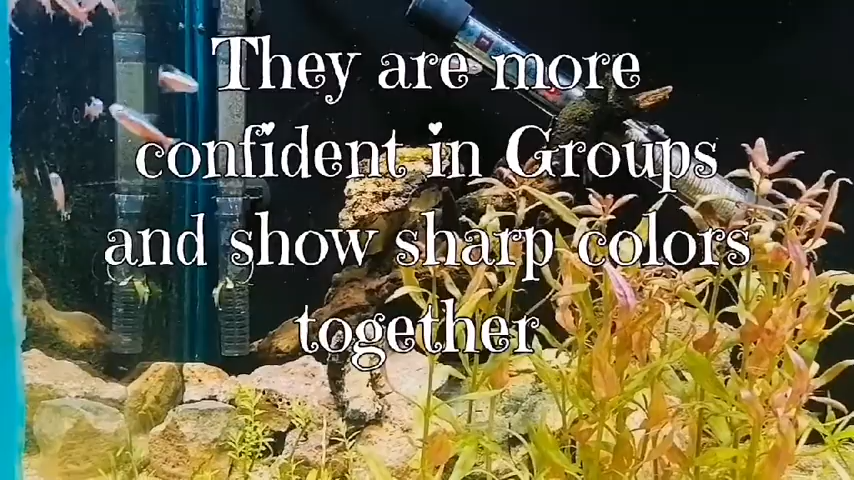 They are more
confident in Groups
and show sharp colors
together